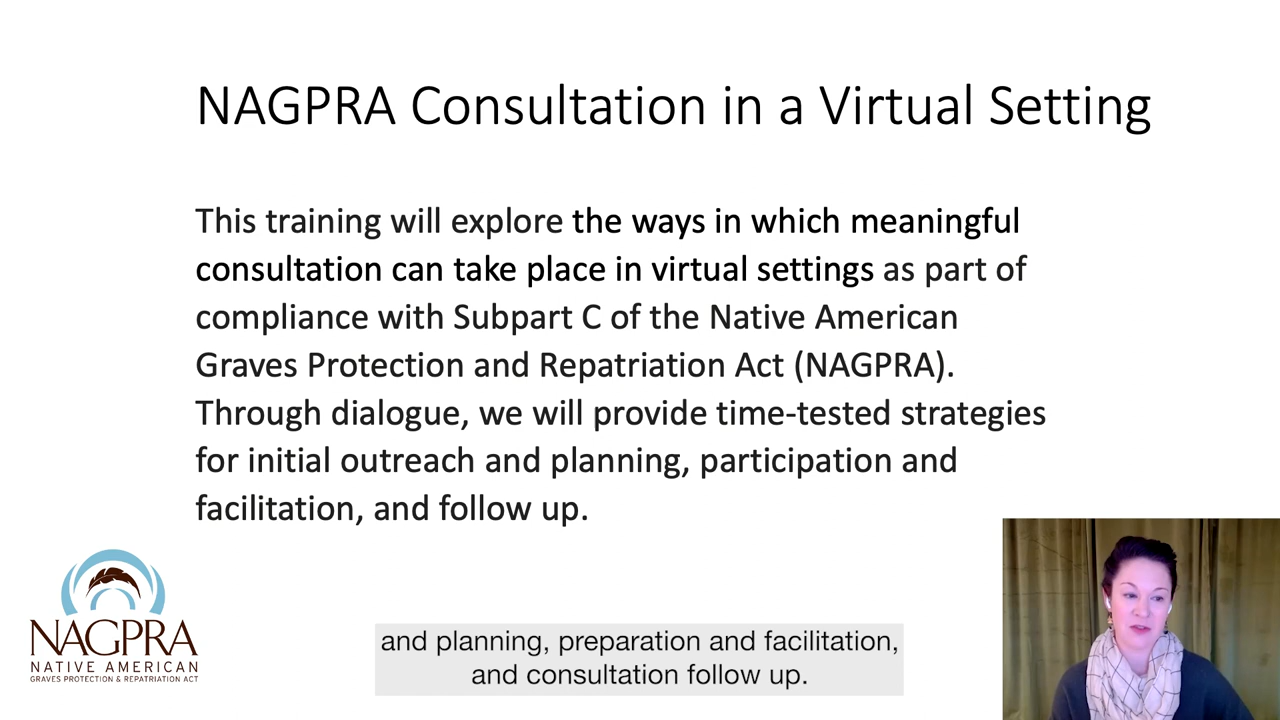 NAGPRA Consultation in a Virtual Setting
This training will explore the ways in which meaningful
consultation can take place in virtual settings as part of
compliance with Subpart C of the Native American
Graves Protection and Repatriation Act (NAGPRA).
Through dialogue, we will provide time-tested strategies
for initial outreach and planning, participation and
facilitation, and follow up.
NAGPRA
NATIVE AMERICAN
GRAVES PROTECTION & REPATRIATION ACT
and planning, preparation and facilitation,
and consultation follow up.